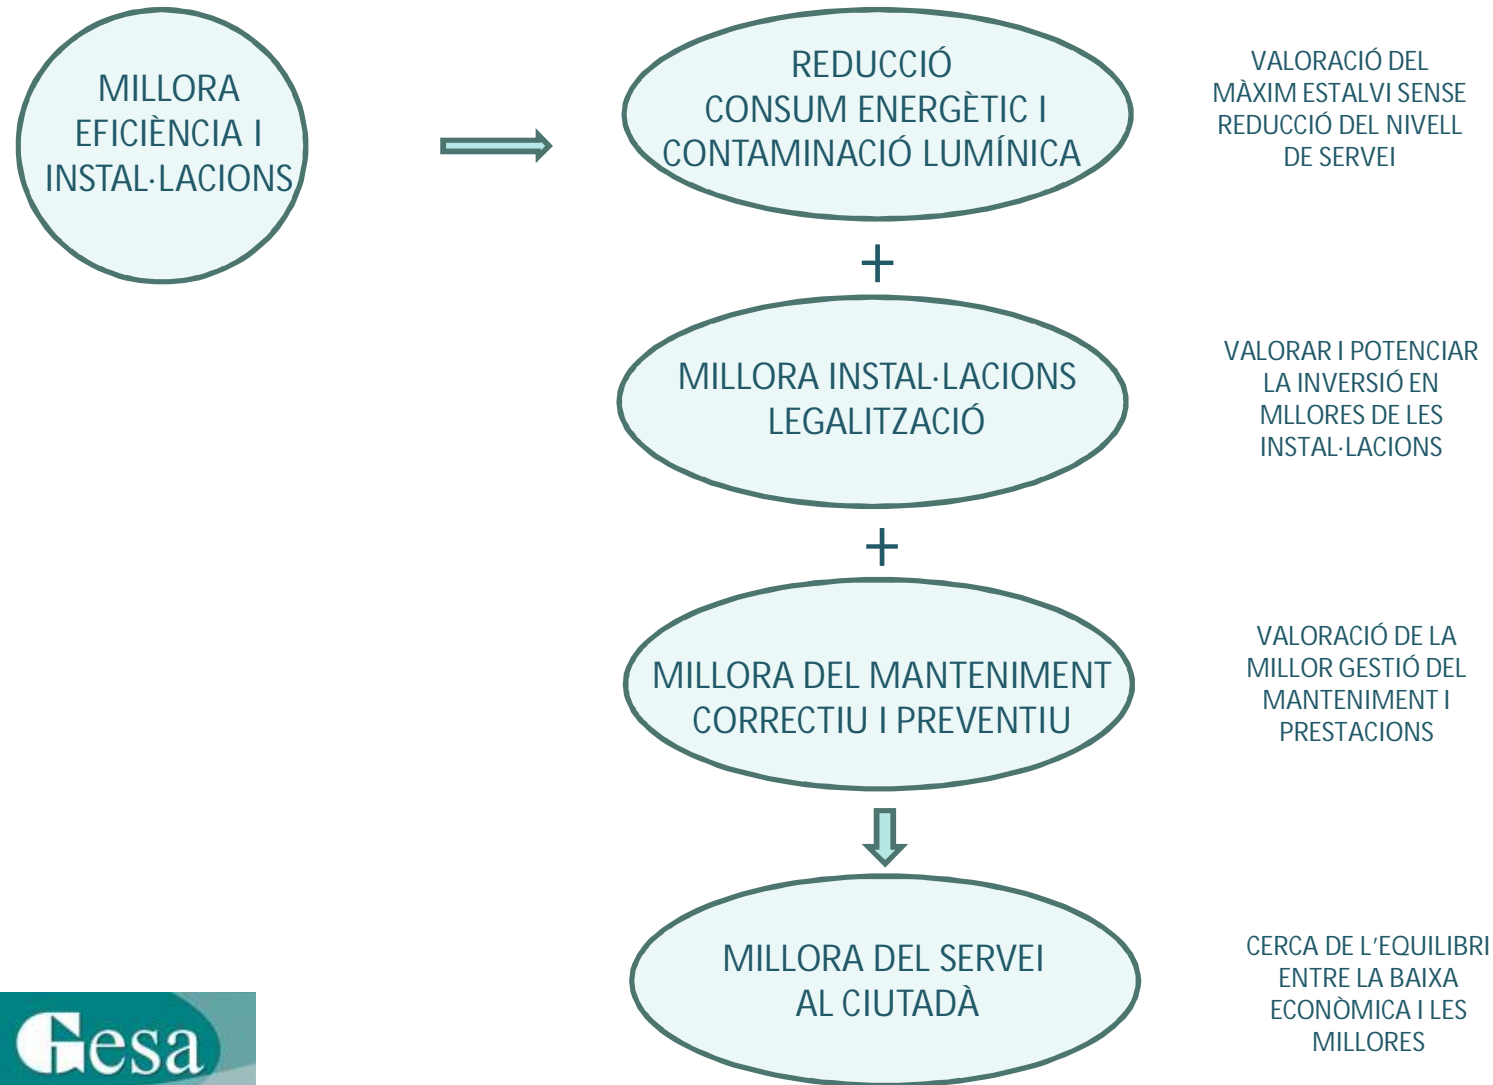 MILLORA
EFICIÈNCIA I
INSTAL·LACIONS
REDUCCIÓ
CONSUM ENERGÈTIC I
CONTAMINACIÓ LUMÍNICA
VALORACIÓ DEL
MÀXIM ESTALVI SENSE
REDUCCIÓ DEL NIVELL
DE SERVEI
+
MILLORA INSTAL·LACIONS
LEGALITZACIÓ
VALORAR I POTENCIAR
LA INVERSIÓ EN
MLLORES DE LES
INSTAL·LACIONS
+
MILLORA DEL MANTENIMENT
CORRECTIU I PREVENTIU
VALORACIÓ DE LA
MILLOR GESTIÓ DEL
MANTENIMENT I
PRESTACIONS
MILLORA DEL SERVEI
AL CIUTADÀ
CERCA DE L'EQUILIBRI
ENTRE LA BAIXA
ECONÒMICA I LES
MILLORES
Gesa